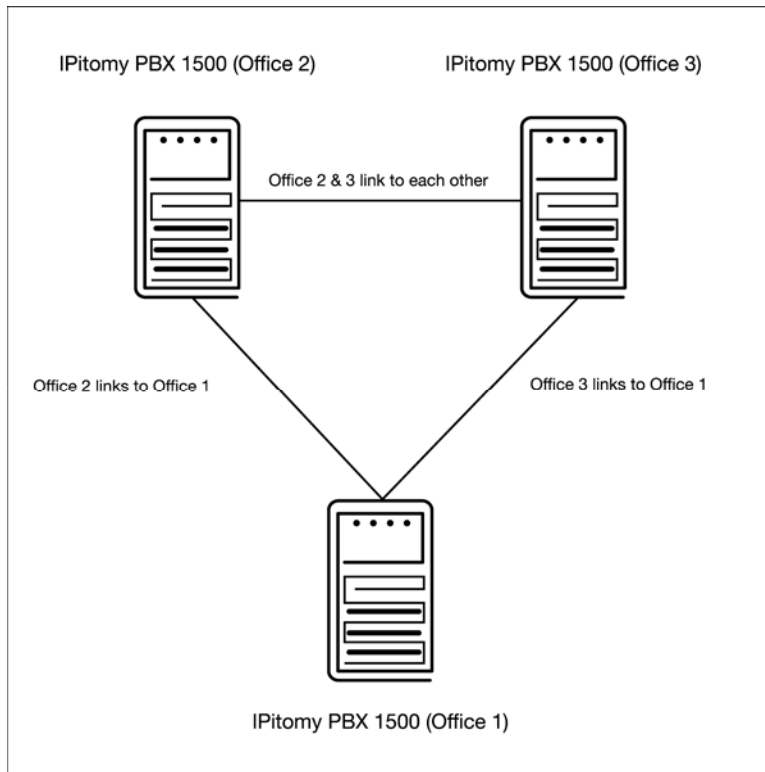 IPitomy PBX 1500 (Office 2)
IPitomy PBX 1500 (Office 3)
Office 2 & 3 link to each other
Office 2 links to Office 1
Office 3 links to Office 1
IPitomy PBX 1500 (Office 1)